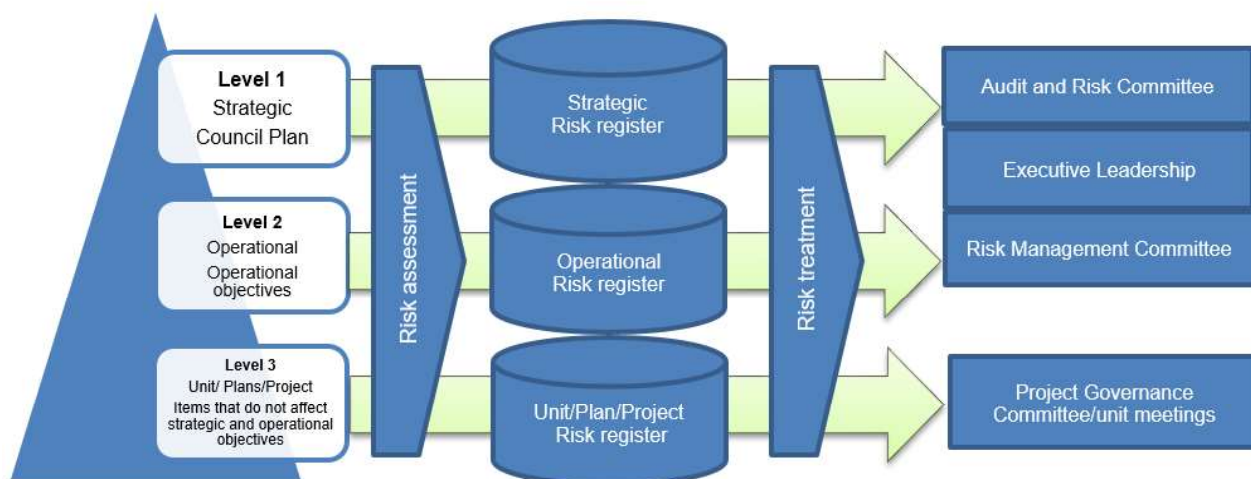 Level 1
Strategic
Council Plan
Level 2
Operational
Operational
objectives
Level 3
Unit/ Plans/Project
Items that do not affect
strategic and operational
objectives
Risk assessment
Strategic
Risk register
Operational
Risk register
Unit/Plan/Project
Risk register
Risk treatment
Audit and Risk Committee
Executive Leadership
Risk Management Committee
Project Governance
Committee/unit meetings